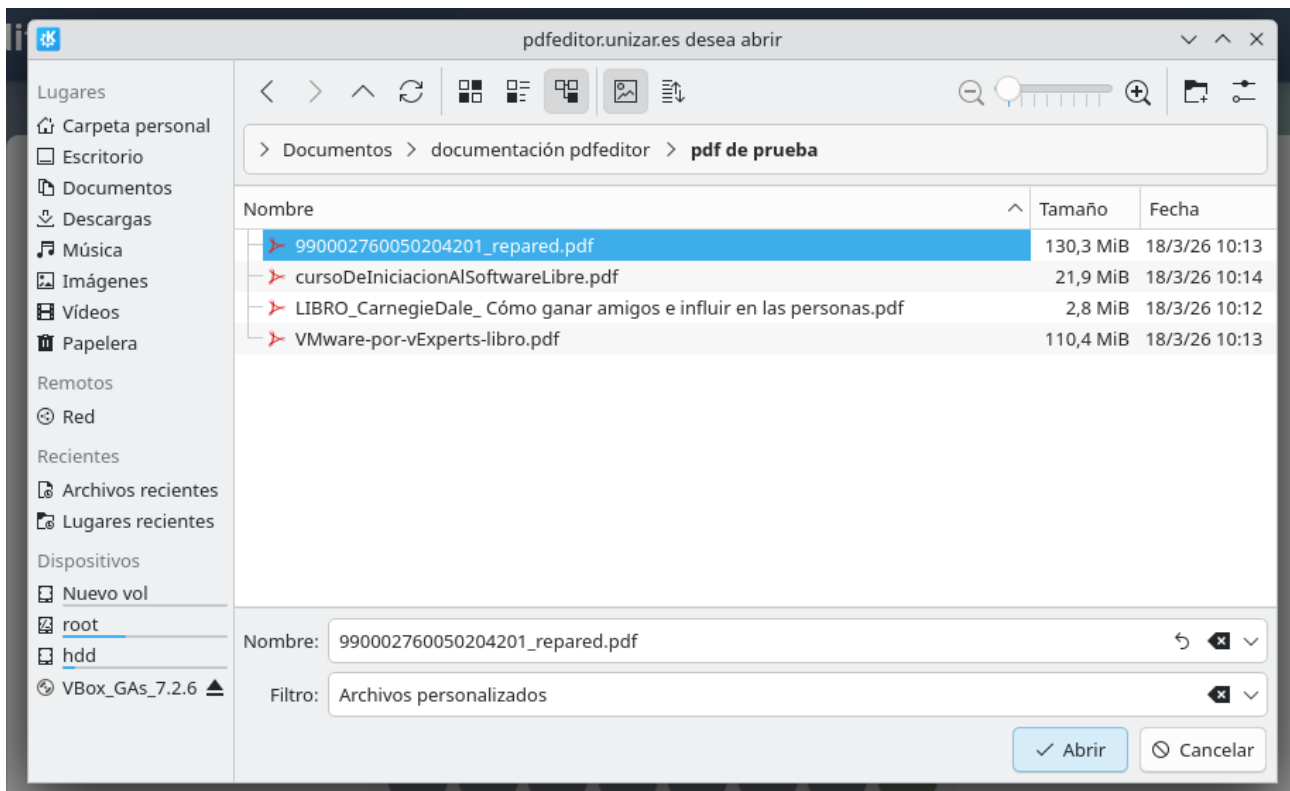 pdfeditor.unizar.es desea abrir
Lugares
Carpeta personal
Escritorio
Documentos
Descargas
Música
Imágenes
Vídeos
Papelera
Remotos
Red
Recientes
Archivos recientes
Lugares recientes
Dispositivos
Nuevo vol
root
hdd
VBox_GAs_7.2.6
> Documentos > documentación pdfeditor > pdf de prueba
Nombre Tamaño Fecha
990002760050204201_repared.pdf 130,3 MiB 18/3/26 10:13
cursoDeIniciacionAlSoftwareLibre.pdf 21,9 MiB 18/3/26 10:14
LIBRO_CarnegieDale_ Cómo ganar amigos e influir en las personas.pdf 2,8 MiB 18/3/26 10:12
VMware-por-vExperts-libro.pdf 110,4 MiB 18/3/26 10:13
Nombre: 990002760050204201_repared.pdf
Filtro: Archivos personalizados
Abrir Cancelar